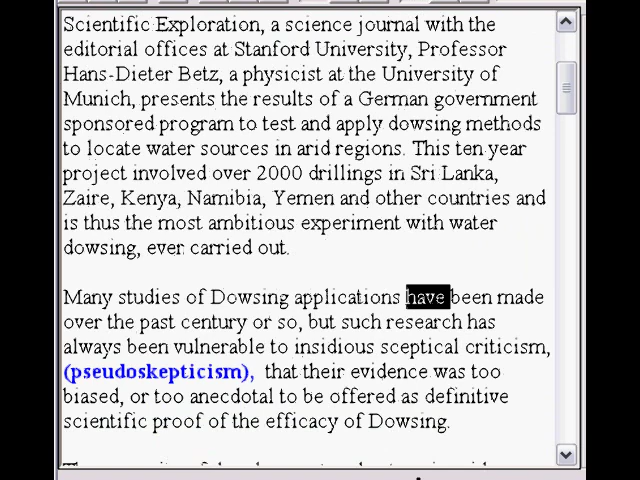 Scientific Exploration, a science journal with the
editorial offices at Stanford University, Professor
Hans-Dieter Betz, a physicist at the University of
Munich, presents the results of a German government
sponsored program to test and apply dowsing methods
to locate water sources in arid regions. This ten year
project involved over 2000 drillings in Sri Lanka,
Zaire, Kenya, Namibia, Yemen and other countries and
is thus the most ambitious experiment with water
dowsing, ever carried out.
Many studies of Dowsing applications have been made
over the past century or so, but such research has
always been vulnerable to insidious sceptical criticism,
(pseudoskepticism), that their evidence was too
biased, or too anecdotal to be offered as definitive
scientific proof of the efficacy of Dowsing.